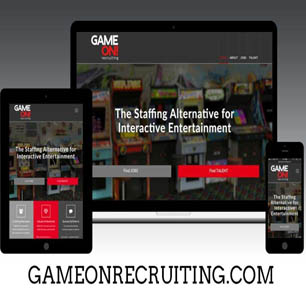 GAME
ON!
recruiting
HOME ABOUT JOBS TALENT
The Staffing Alternative for
Interactive Entertainment
Find JOBS
Find TALENT
GAME
ON!
recruiting
The Staffing Alternative for
Interactive Entertainment
GAME
ON!
The Staffing
Alternative for
Interactive
Entertainment
GAMEONRECRUITING.COM